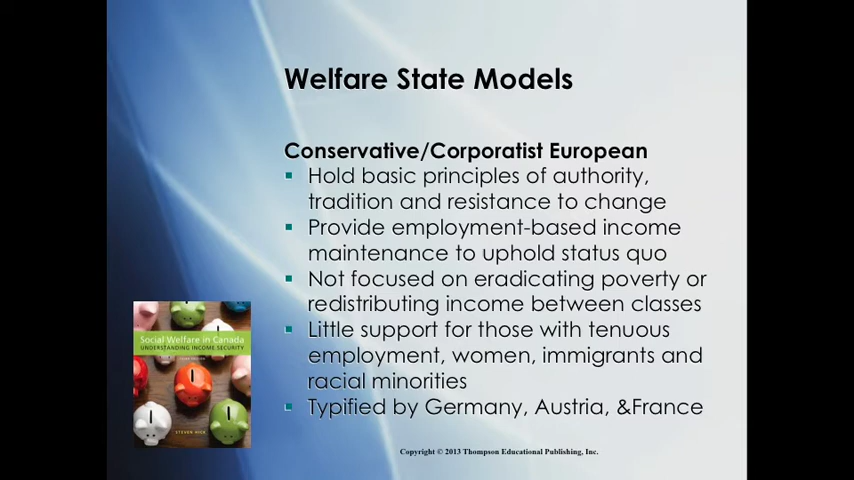 Welfare State Models
Conservative/Corporatist European
Hold basic principles of authority,
tradition and resistance to change
Provide employment-based income
maintenance to uphold status quo
Not focused on eradicating poverty or
redistributing income between classes
Little support for those with tenuous
employment, women, immigrants and
racial minorities
Typified by Germany, Austria, &France
Social Welfare in Canada
UNDERSTANDING INCOME SECURITY
STEVEN HICK
Copyright © 2013 Thompson Educational Publishing, Inc.